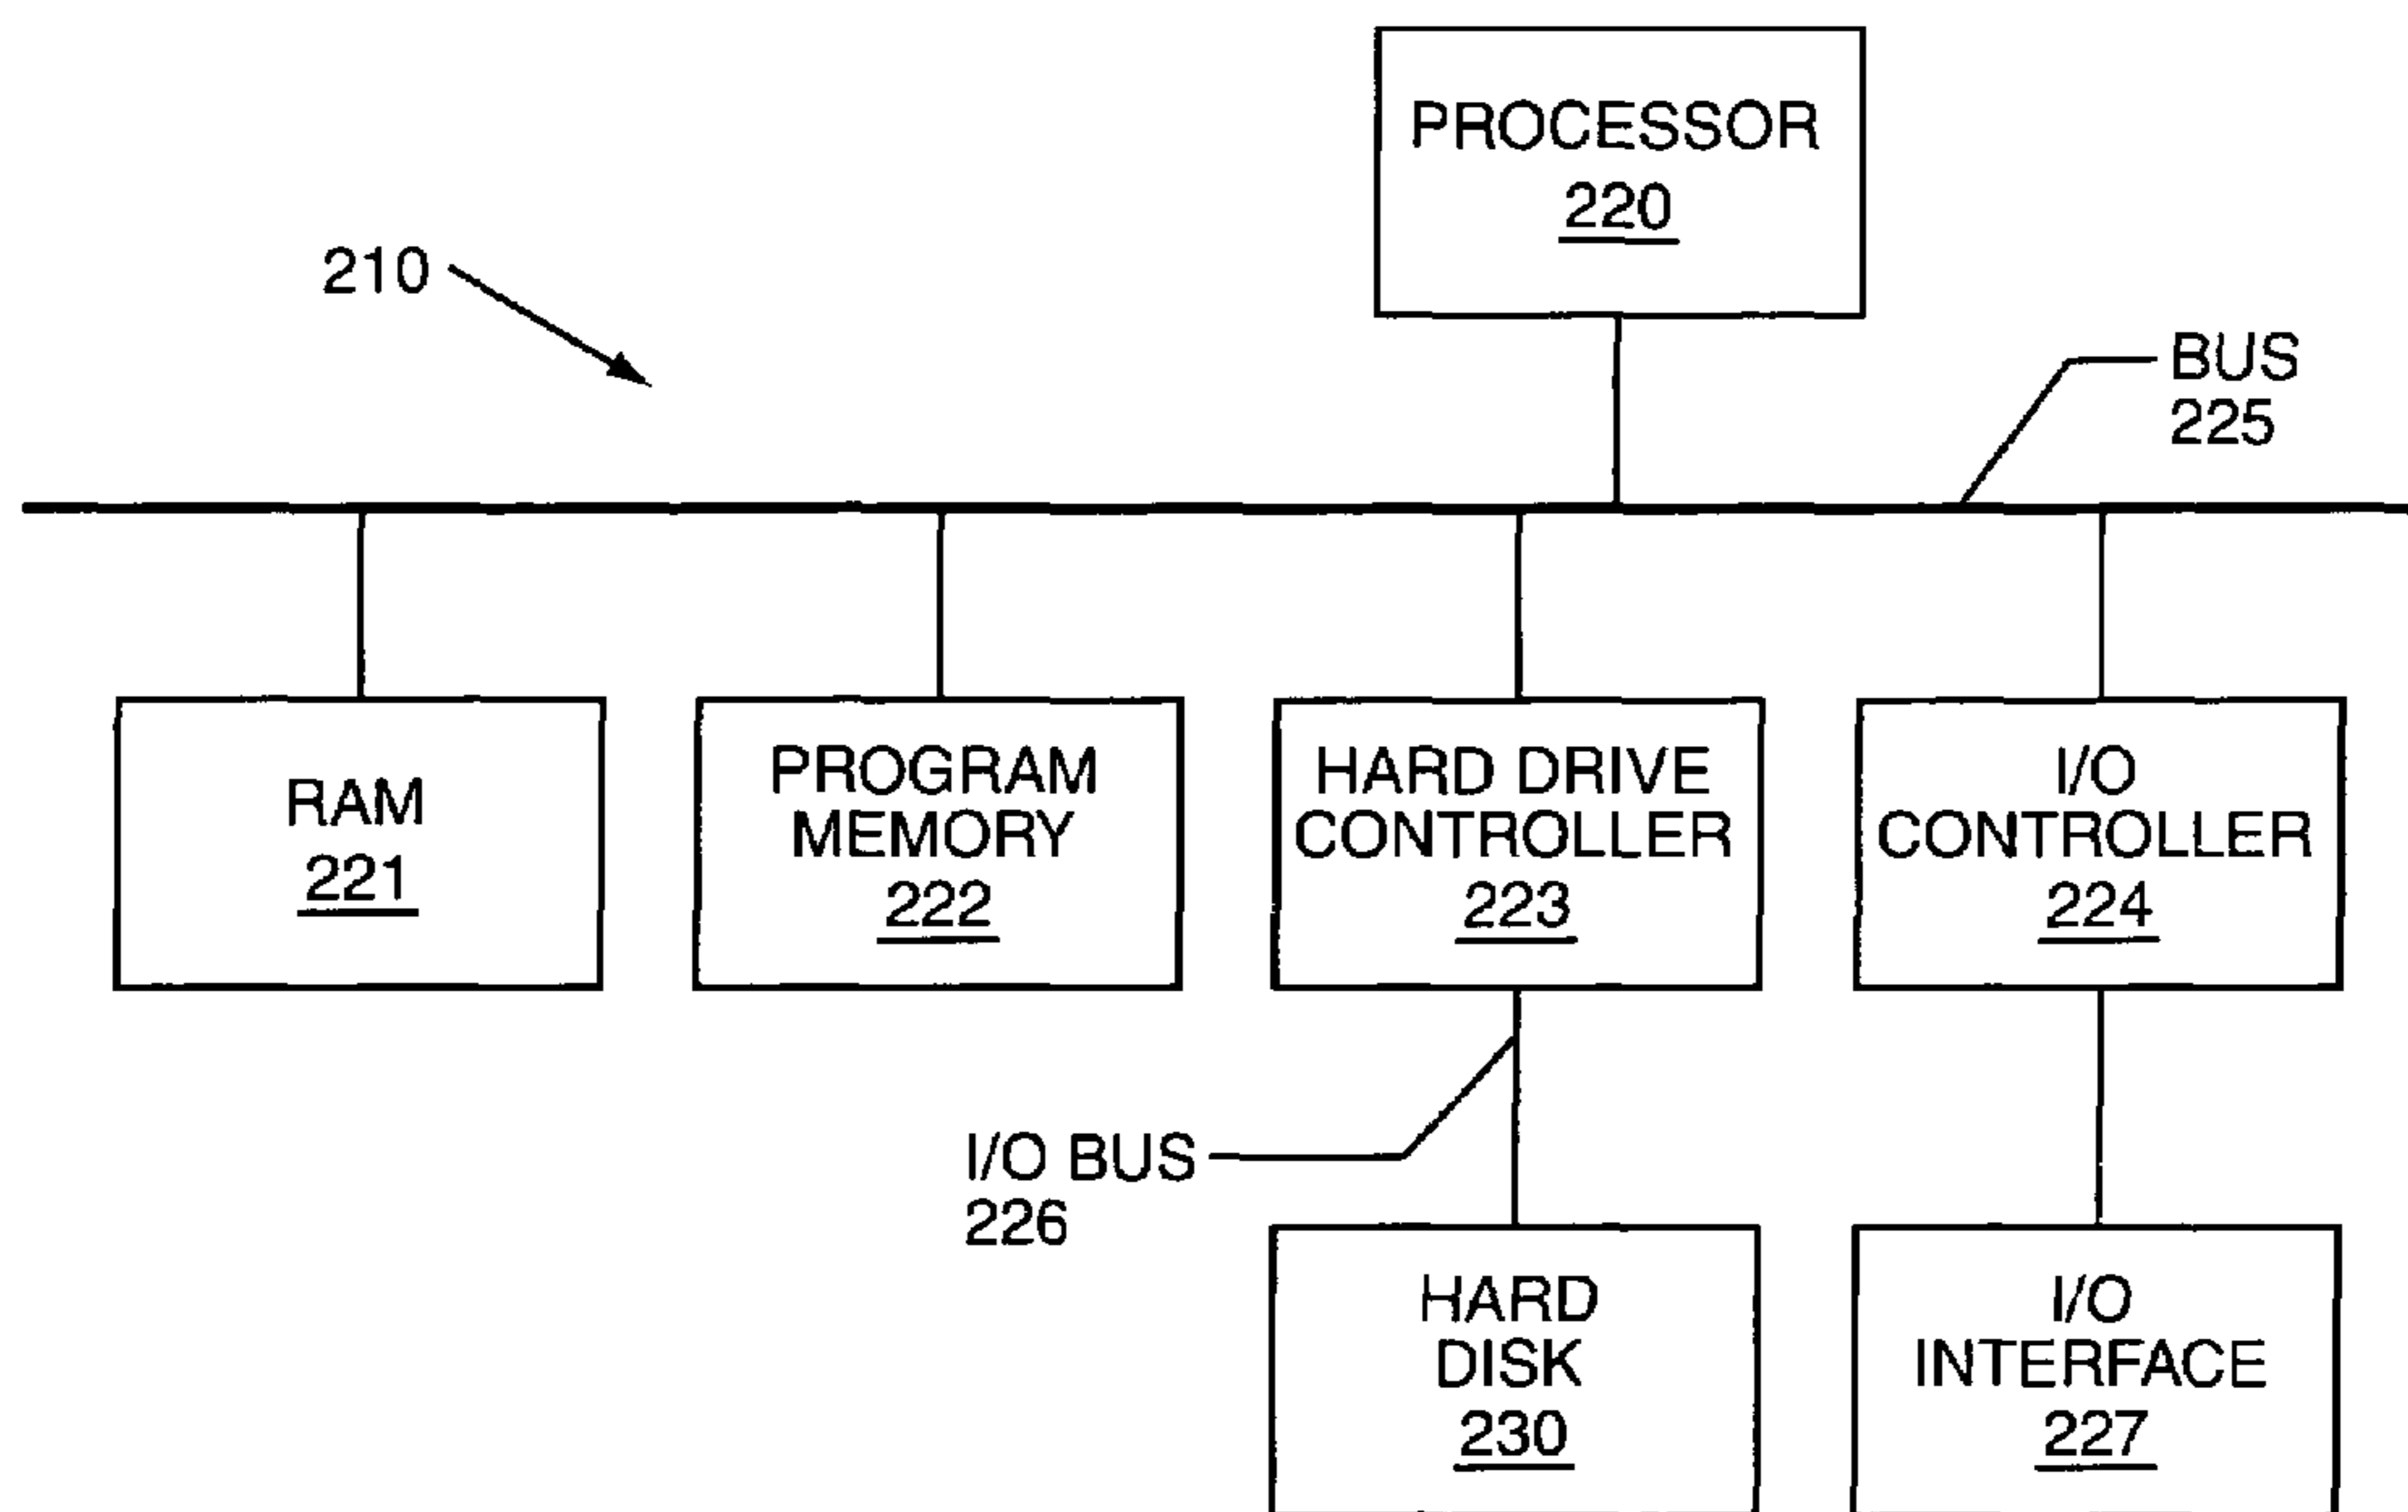 PROCESSOR
220
210
BUS
225
RAM
221
PROGRAM
MEMORY
222
HARD DRIVE
CONTROLLER
223
I/O
CONTROLLER
224
I/O BUS
226
HARD
DISK
230
I/O
INTERFACE
227